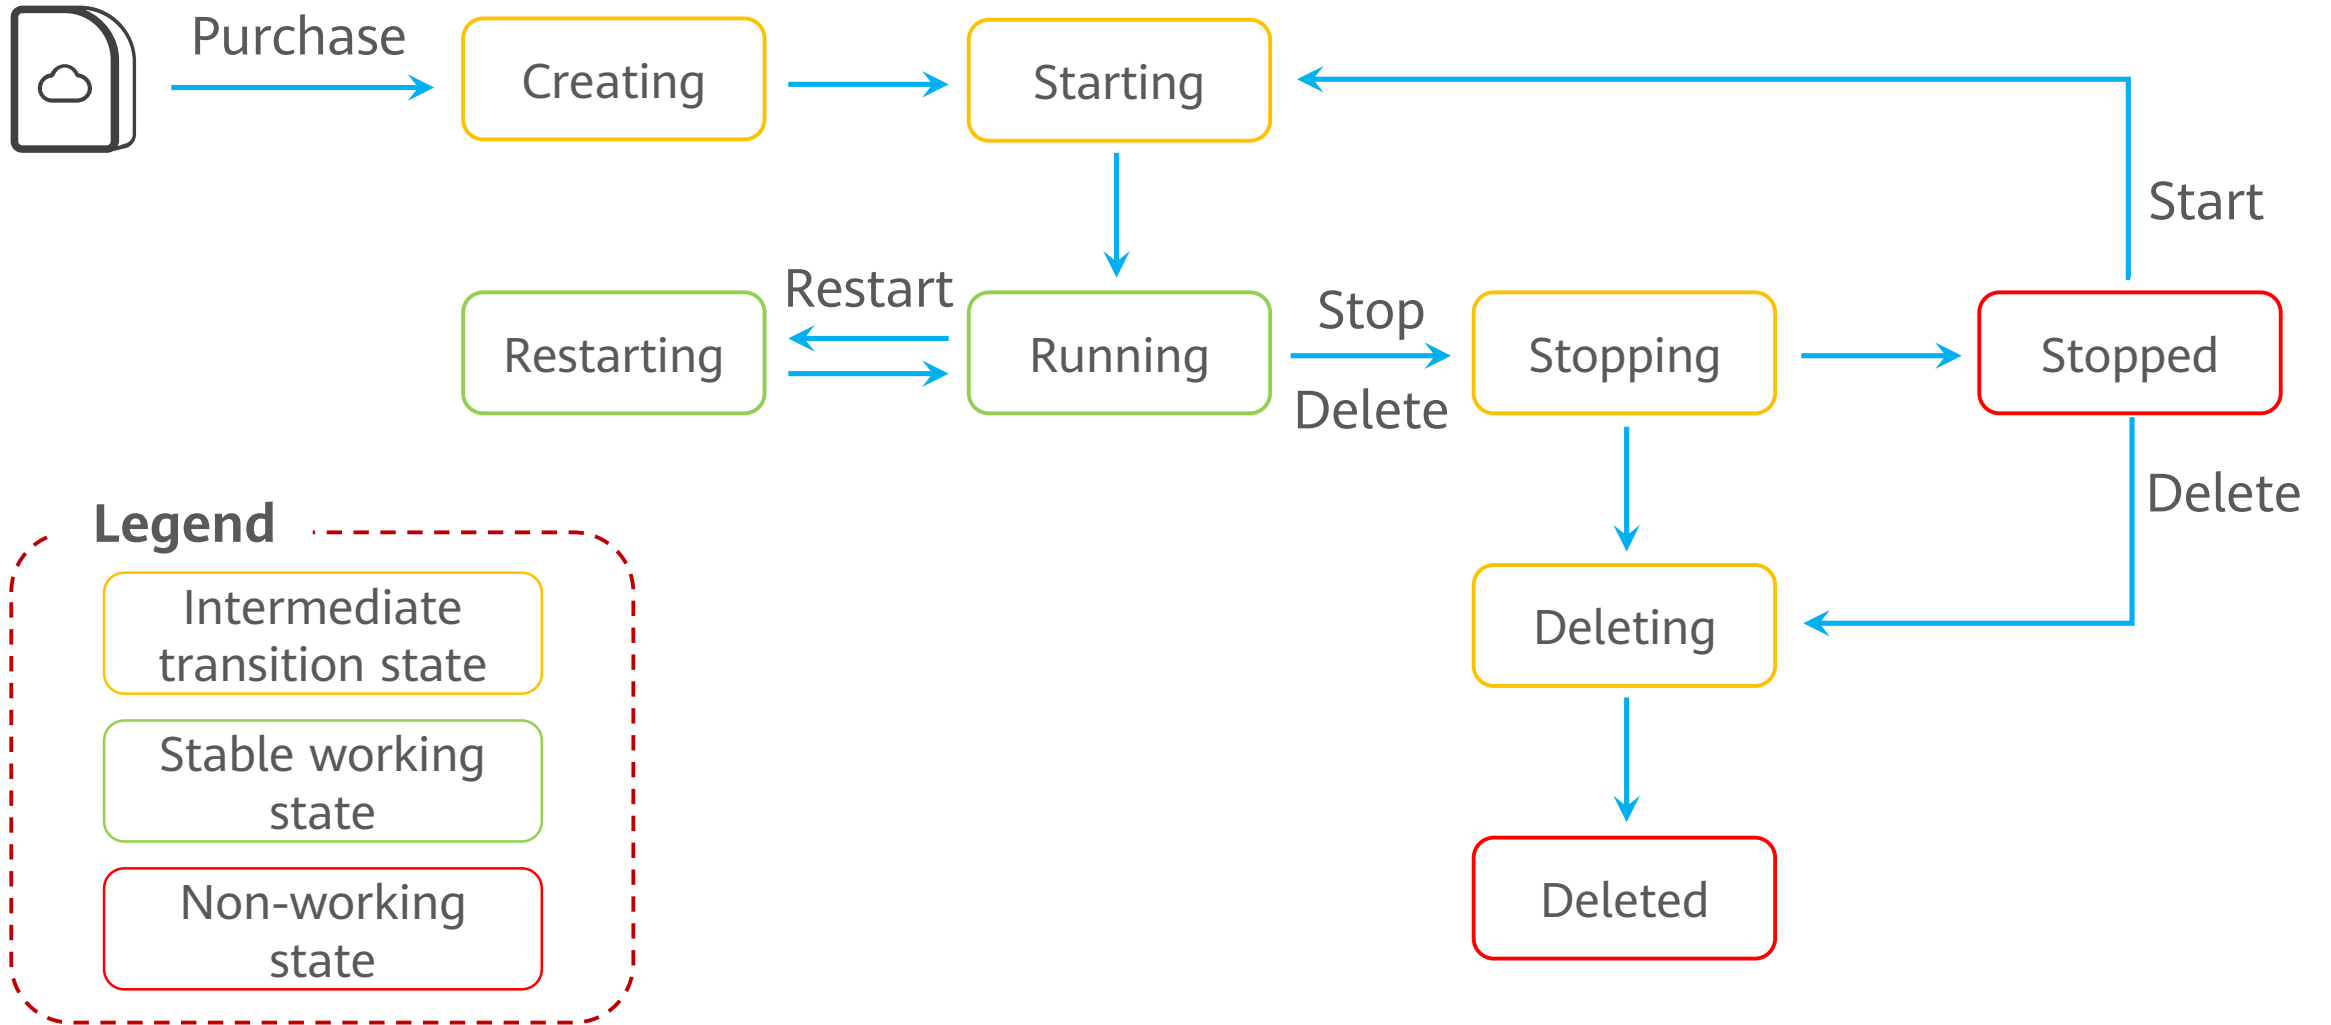 Purchase
Creating
Starting
Start
Restart
Restarting
Running
Stop
Delete
Stopping
Stopped
Delete
Deleting
Deleted
Legend
Intermediate
transition state
Stable working
state
Non-working
state